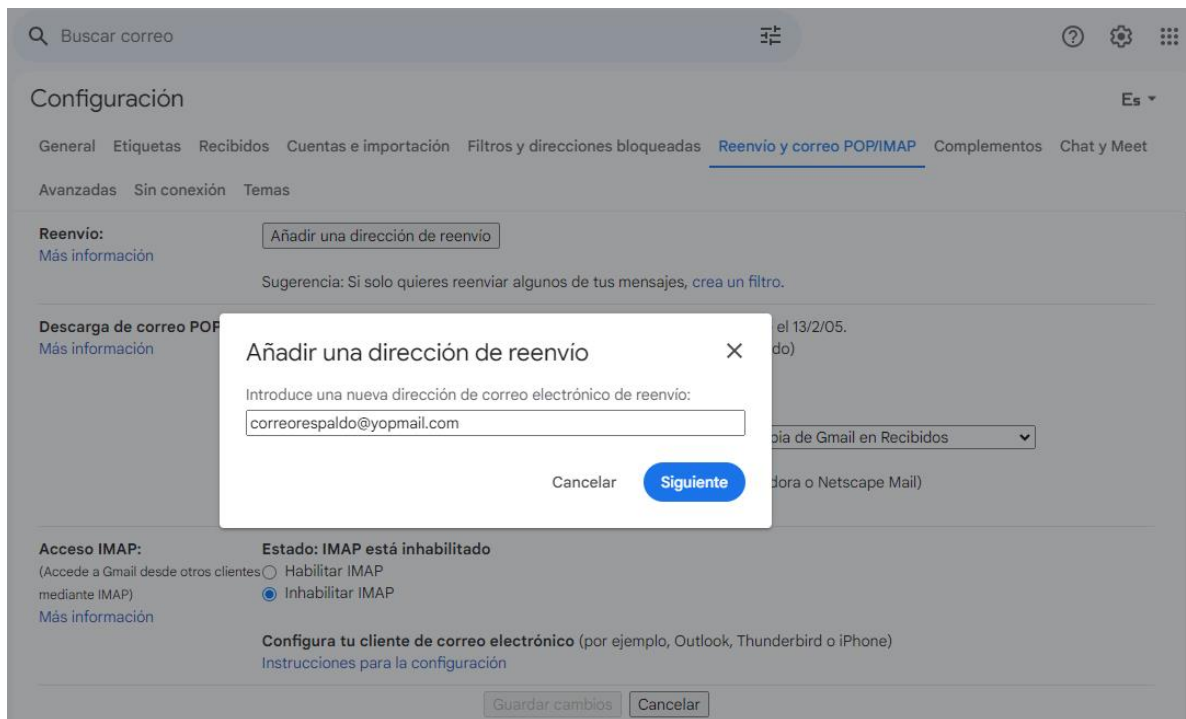 Buscar correo
Configuración
Es
General Etiquetas Recibidos Cuentas e importación Filtros y direcciones bloqueadas Reenvío y correo POP/IMAP Complementos Chat y Meet
Avanzadas Sin conexión Temas
Reenvío:
Añadir una dirección de reenvío
Más información
Sugerencia: Si solo quieres reenviar algunos de tus mensajes, crea un filtro.
Descarga de correo POP
el 13/2/05.
Más información
Añadir una dirección de reenvío
Introduce una nueva dirección de correo electrónico de reenvío:
correorespaldo@yopmail.com
de Gmail en Recibidos
Cancelar
Siguiente
o Netscape Mail)
Acceso IMAP:
Estado: IMAP está inhabilitado
(Accede a Gmail desde otros clientes
Habilitar IMAP
mediante IMAP)
Inhabilitar IMAP
Más información
Configura tu cliente de correo electrónico (por ejemplo, Outlook, Thunderbird o iPhone)
Instrucciones para la configuración
Guardar cambios Cancelar